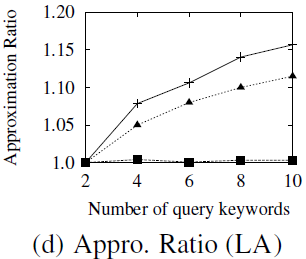 1.20
1.15
1.10
1.05
1.0
Approximation Ratio
2 4 6 8 10
Number of query keywords
(d) Appro. Ratio (LA)